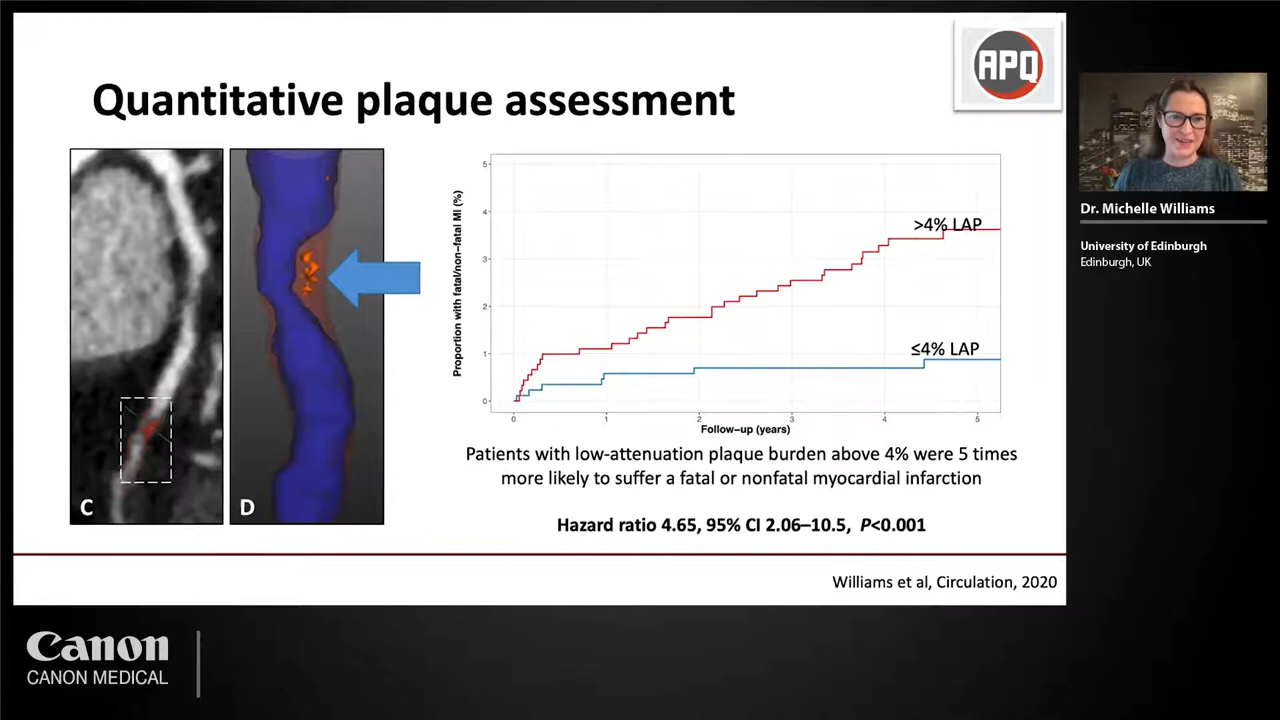 APQ
Quantitative plaque assessment
C
D
Proportion with fatal/non−fatal MI (%)
5
4
3
2
1
0
>4% LAP
≤4% LAP
0
1
2
3
4
5
Follow−up (years)
Patients with low-attenuation plaque burden above 4% were 5 times
more likely to suffer a fatal or nonfatal myocardial infarction
Hazard ratio 4.65, 95% CI 2.06–10.5, P<0.001
Williams et al, Circulation, 2020
Dr. Michelle Williams
University of Edinburgh
Edinburgh, UK
Canon
CANON MEDICAL